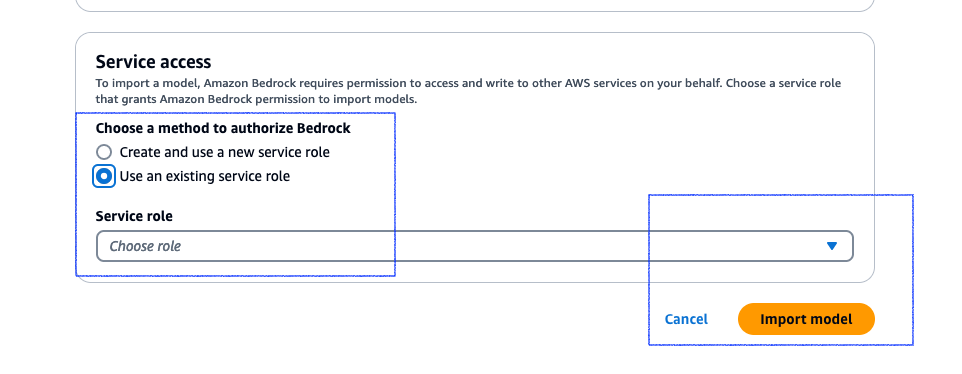 Service access
To import a model, Amazon Bedrock requires permission to access and write to other AWS services on your behalf. Choose a service role
that grants Amazon Bedrock permission to import models.
Choose a method to authorize Bedrock
Create and use a new service role
Use an existing service role
Service role
Choose role
Cancel
Import model